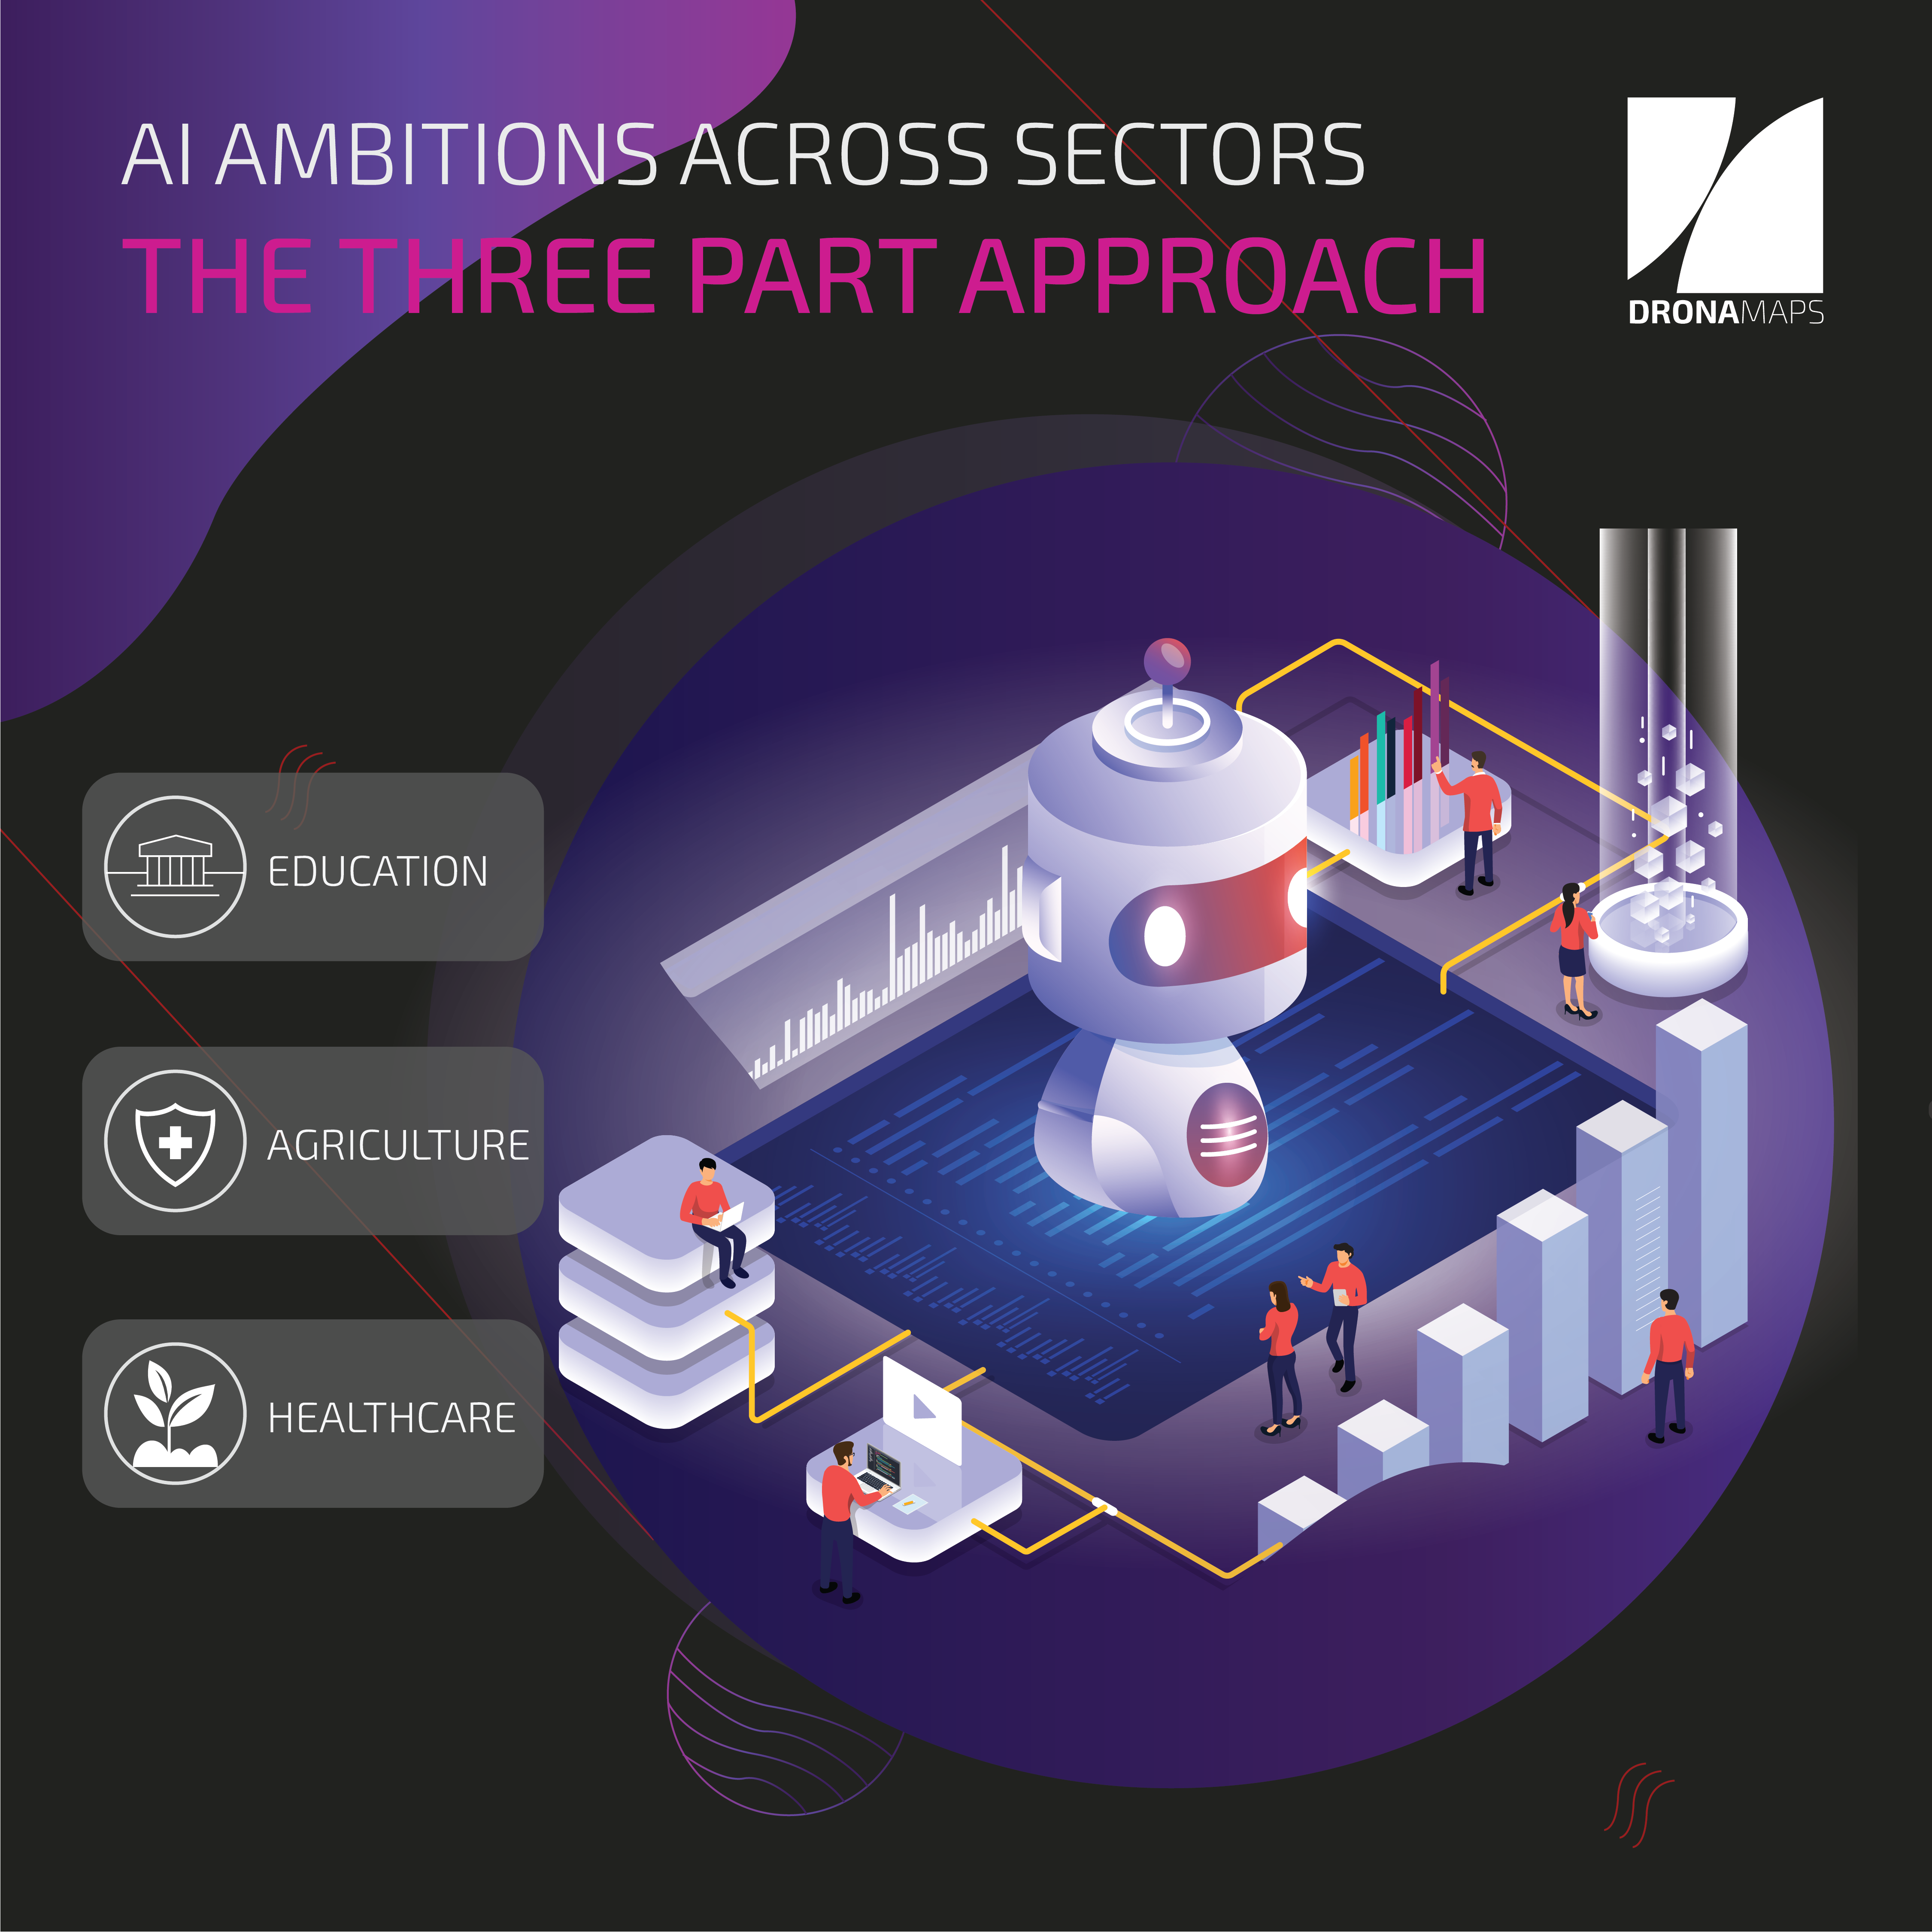 AI AMBITIONS ACROSS SECTORS
THE THREE PART APPROACH
DRONAMAPS
EDUCATION
AGRICULTURE
HEALTHCARE